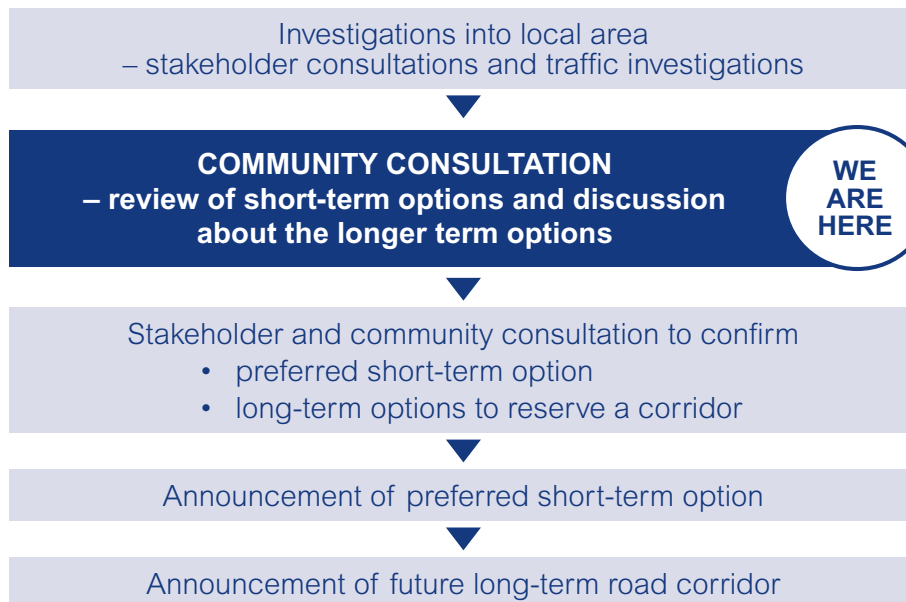 Investigations into local area
– stakeholder consultations and traffic investigations
COMMUNITY CONSULTATION
– review of short-term options and discussion
about the longer term options
WE
ARE
HERE
Stakeholder and community consultation to confirm
• preferred short-term option
• long-term options to reserve a corridor
Announcement of preferred short-term option
Announcement of future long-term road corridor